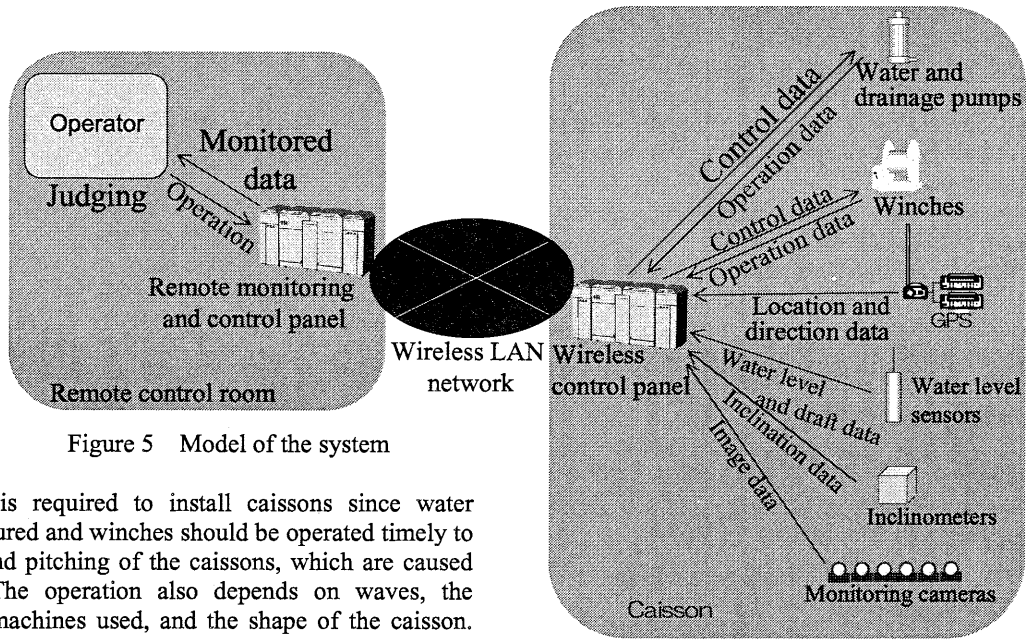 Operator
Judging
Monitored
data
Operation
Remote monitoring
and control panel
Remote control room
Wireless LAN
network
Wireless
control panel
Control data
Operation data
Water and
drainage pumps
Control data
Operation data
Winches
Location and
direction data
GPS
Water level
and draft data
Water level
sensors
Inclination data
Inclinometers
Image data
Monitoring cameras
Caisson
Figure 5 Model of the system
is required to install caissons since water
ured and winches should be operated timely to
nd pitching of the caissons, which are caused
The operation also depends on waves, the
machines used, and the shape of the caisson.